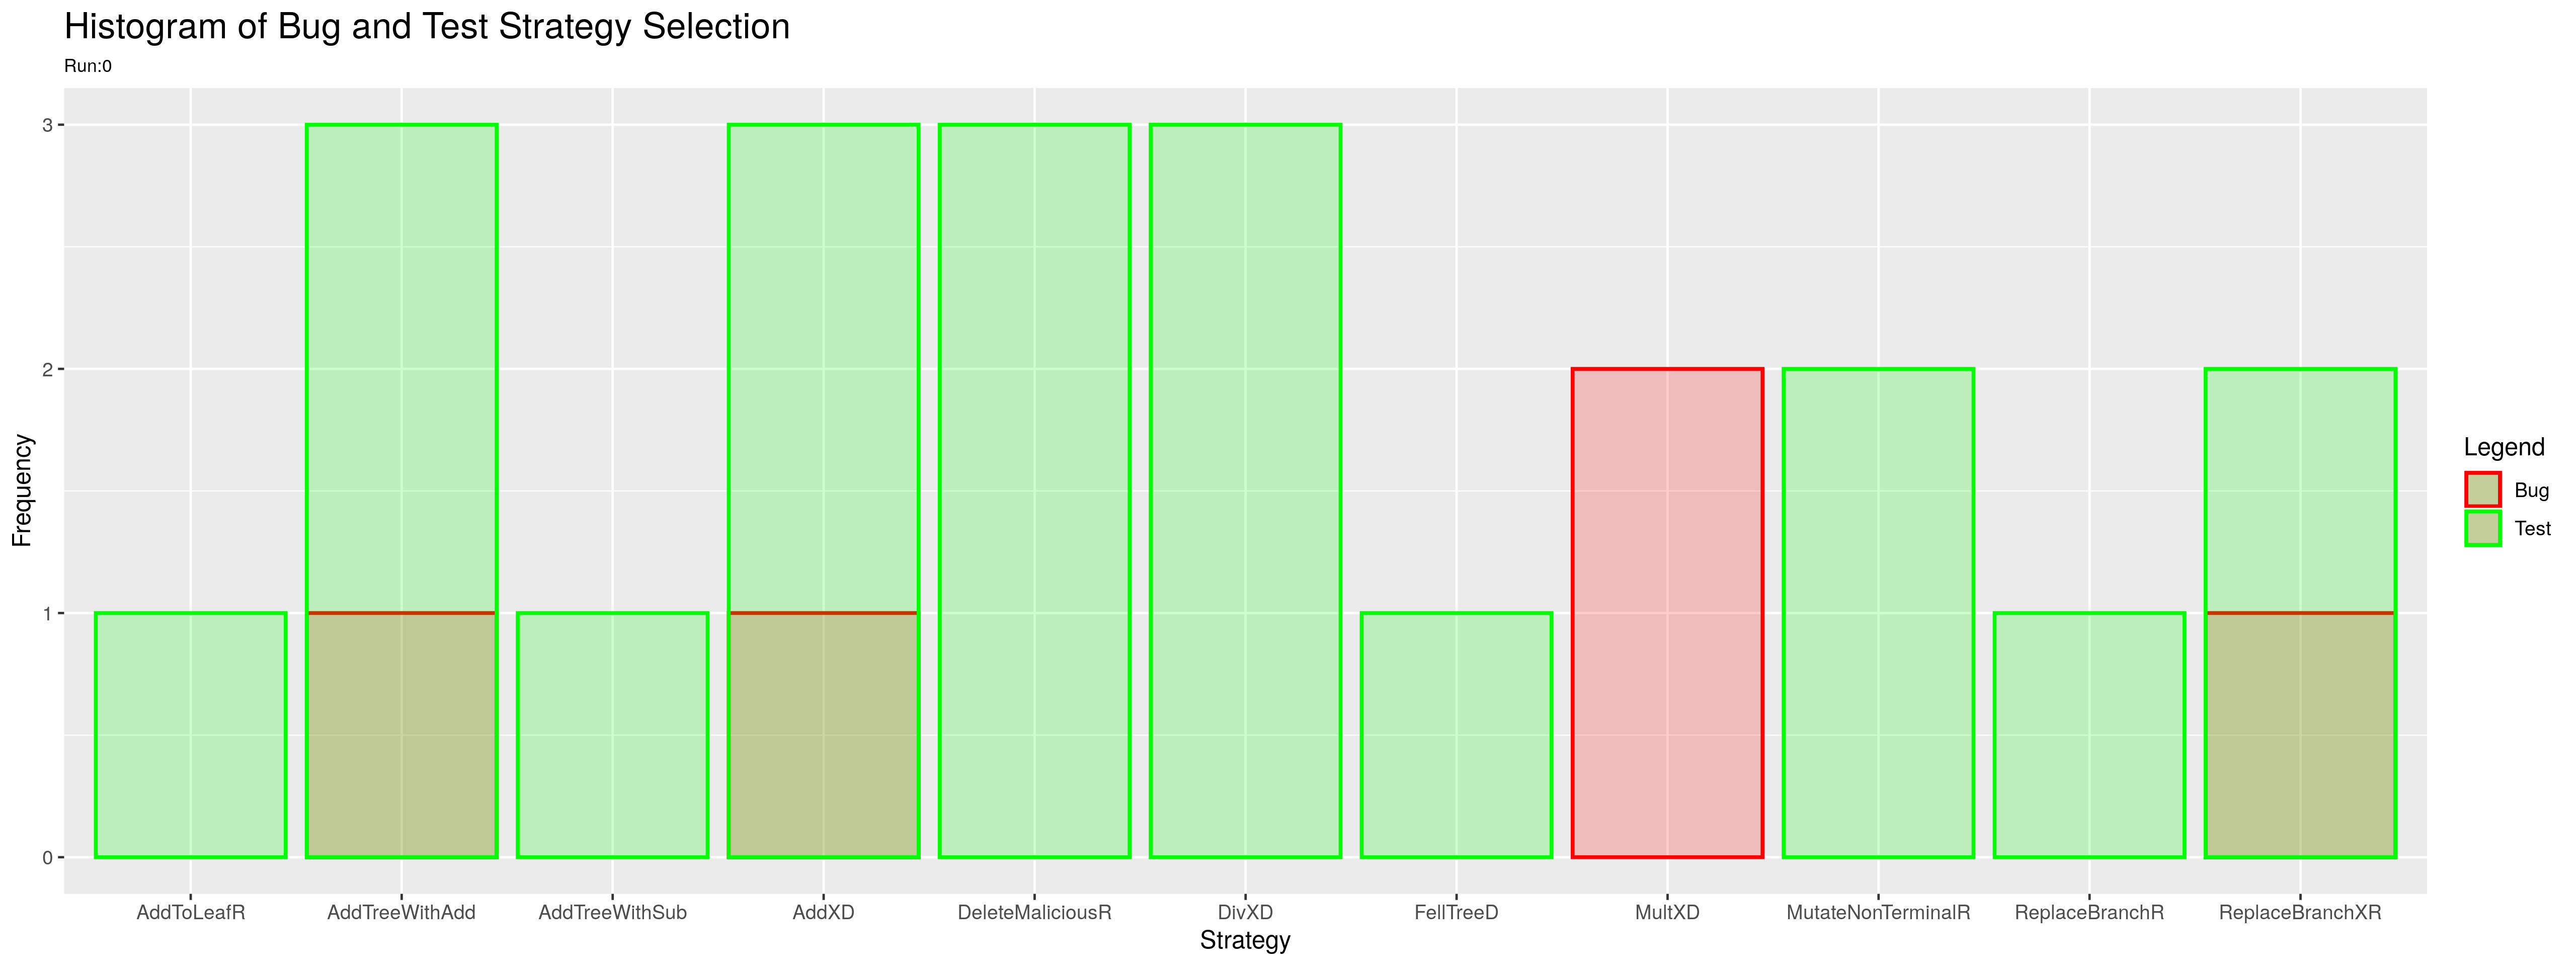 Histogram of Bug and Test Strategy Selection
Run:0
3
2
1
0
Frequency
AddToLeafR AddTreeWithAdd AddTreeWithSub AddXD DeleteMaliciousR DivXD FellTreeD MultXD MutateNonTerminalR ReplaceBranchR ReplaceBranchXR
Strategy
Legend
Bug
Test